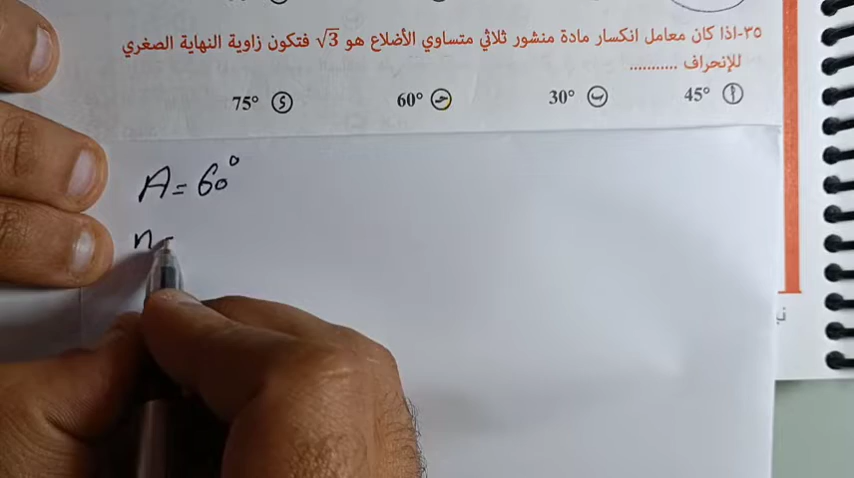 ٣٥-اذا كان معامل انكسار مادة منشور ثلاثي متساوي الأضلاع هو √3 فتكون زاوية النهاية الصغري
للإنحراف ...........
أ 45° ب 30° ج 60° د 75°
A = 60°
n =